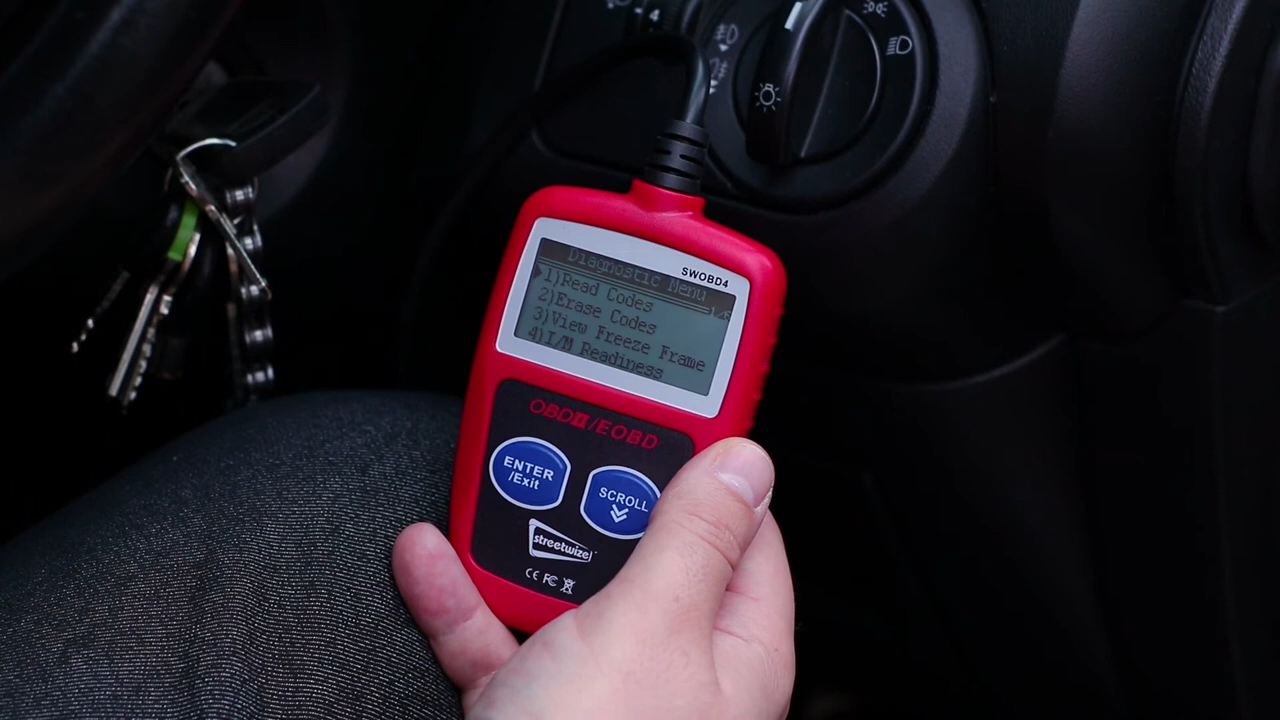 - 4
SWOBD4
Diagnostic Menu
1)Read Codes
2)Erase Codes
3)View Freeze Frame
4)I/M Readiness
OBDII/EOBD
ENTER
/Exit
SCROLL
streetwize
CE FC